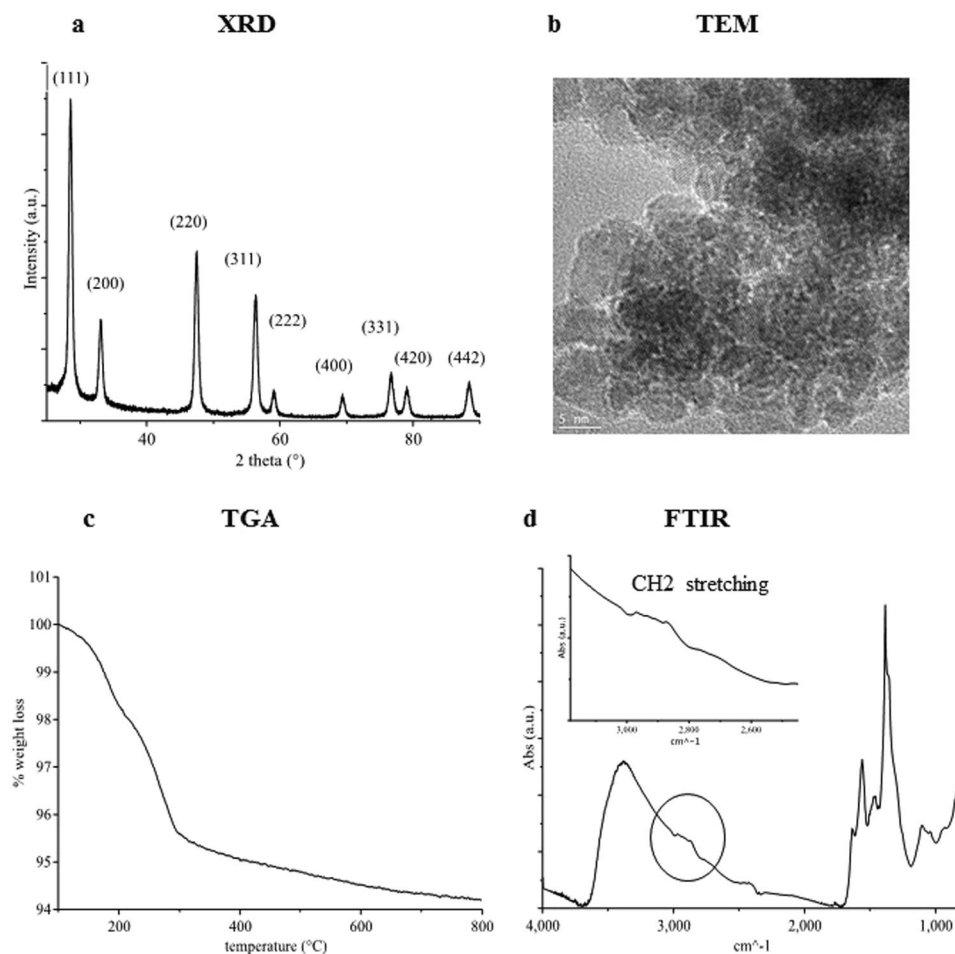 a XRD
(111)
(200)
(220)
(311)
(222)
(400)
(331)
(420)
(442)
Intensity (a.u.)
40 60 80
2 theta (°)
b TEM
5 nm
c TGA
101
100
99
98
97
96
95
94
% weight loss
200 400 600 800
temperature (°C)
d FTIR
CH2 stretching
Abs (a.u.)
3,000 2,800 2,600
cm^-1
Abs (a.u.)
4,000 3,000 2,000 1,000
cm^-1